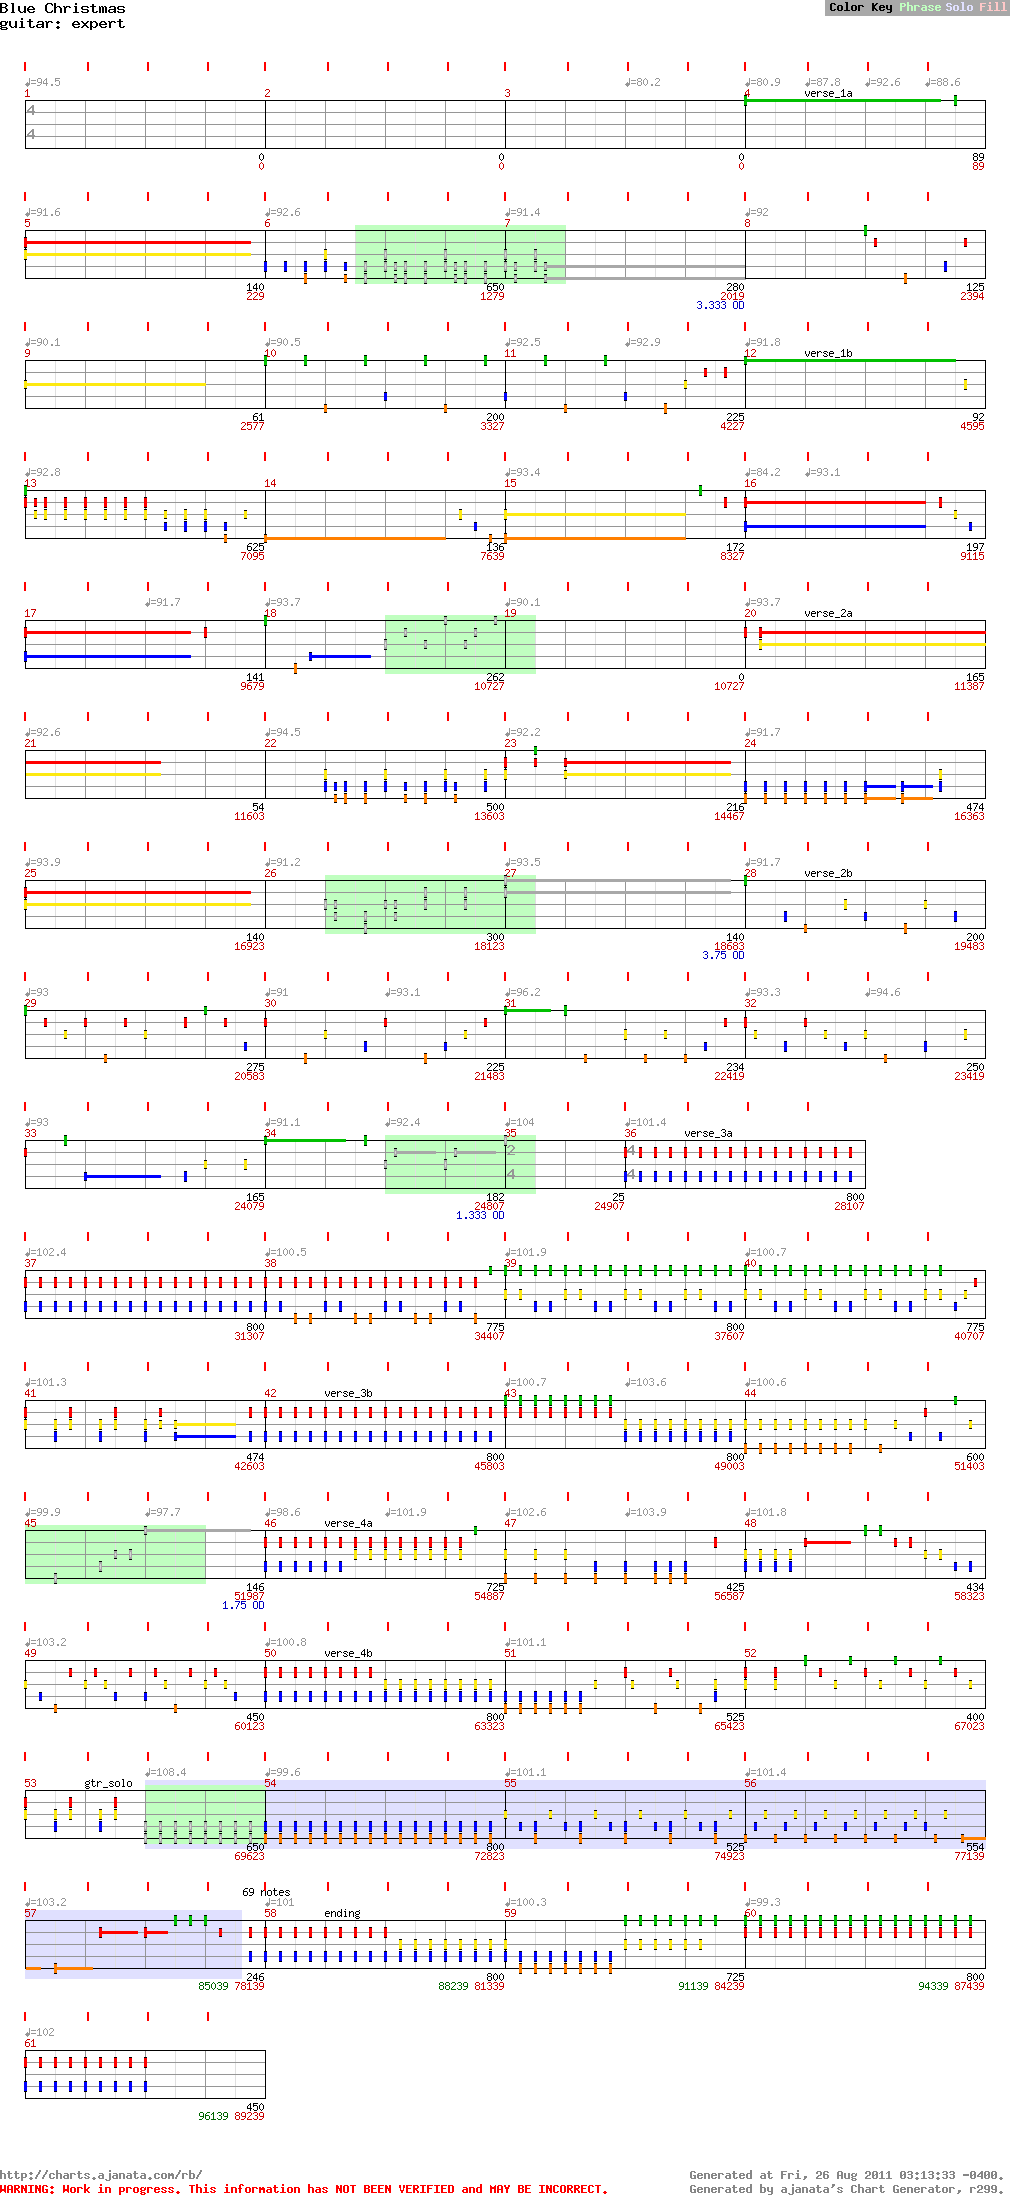 Blue Christmas
guitar: expert
Color Key Phrase Solo Fill
♩=94.5 ♩=80.2 ♩=80.9 ♩=87.8 ♩=92.6 ♩=88.6
1 2 3 4 verse_1a
4
4
0 0 0 89
0 0 0 89
♩=91.6 ♩=92.6 ♩=91.4 ♩=92
5 6 7 8
140 650 280 125
229 1279 2019 2394
3.333 OD
♩=90.1 ♩=90.5 ♩=92.5 ♩=92.9 ♩=91.8
9 10 11 12 verse_1b
61 200 225 92
2577 3327 4227 4595
♩=92.8 ♩=93.4 ♩=84.2 ♩=93.1
13 14 15 16
625 136 172 197
7095 7639 8327 9115
♩=91.7 ♩=93.7 ♩=90.1 ♩=93.7
17 18 19 20 verse_2a
141 262 0 165
9679 10727 10727 11387
♩=92.6 ♩=94.5 ♩=92.2 ♩=91.7
21 22 23 24
54 500 216 474
11603 13603 14467 16363
♩=93.9 ♩=91.2 ♩=93.5 ♩=91.7
25 26 27 28 verse_2b
140 300 140 200
16923 18123 18683 19483
3.75 OD
♩=93 ♩=91 ♩=93.1 ♩=96.2 ♩=93.3 ♩=94.6
29 30 31 32
275 225 234 250
20583 21483 22419 23419
♩=93 ♩=91.1 ♩=92.4 ♩=104 ♩=101.4
33 34 35 36 verse_3a
2 4
4 4
165 182 25 800
24079 24807 24907 28107
1.333 OD
♩=102.4 ♩=100.5 ♩=101.9 ♩=100.7
37 38 39 40
800 775 800 775
31307 34407 37607 40707
♩=101.3 ♩=100.7 ♩=103.6 ♩=100.6
41 42 verse_3b 43 44
474 800 800 600
42603 45803 49003 51403
♩=99.9 ♩=97.7 ♩=98.6 ♩=101.9 ♩=102.6 ♩=103.9 ♩=101.8
45 46 verse_4a 47 48
146 725 425 434
51987 54887 56587 58323
1.75 OD
♩=103.2 ♩=100.8 ♩=101.1
49 50 verse_4b 51 52
450 800 525 400
60123 63323 65423 67023
♩=108.4 ♩=99.6 ♩=101.1 ♩=101.4
53 gtr_solo 54 55 56
650 800 525 554
69623 72823 74923 77139
69 notes
♩=103.2 ♩=101 ♩=100.3 ♩=99.3
57 58 ending 59 60
246 800 725 800
85039 78139 88239 81339 91139 84239 94339 87439
♩=102
61
450
96139 89239
http://charts.ajanata.com/rb/
Generated at Fri, 26 Aug 2011 03:13:33 -0400.
WARNING: Work in progress. This information has NOT BEEN VERIFIED and MAY BE INCORRECT.
Generated by ajanata's Chart Generator, r299.